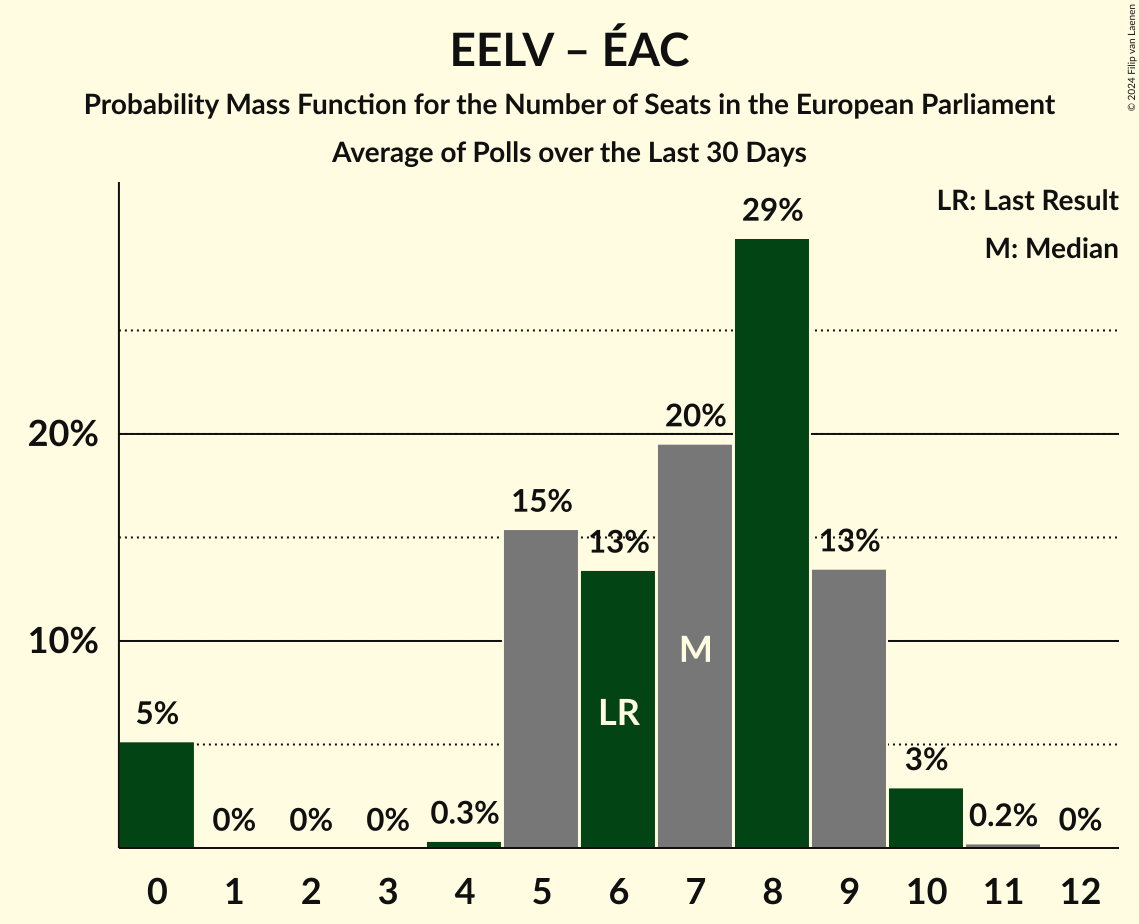 EELV – ÉAC
Probability Mass Function for the Number of Seats in the European Parliament
Average of Polls over the Last 30 Days
© 2024 Filip van Laenen
LR: Last Result
M: Median
20%
10%
5%
0%
0%
0%
0.3%
15%
13%
20%
29%
13%
3%
0.2%
0%
LR
M
0 1 2 3 4 5 6 7 8 9 10 11 12